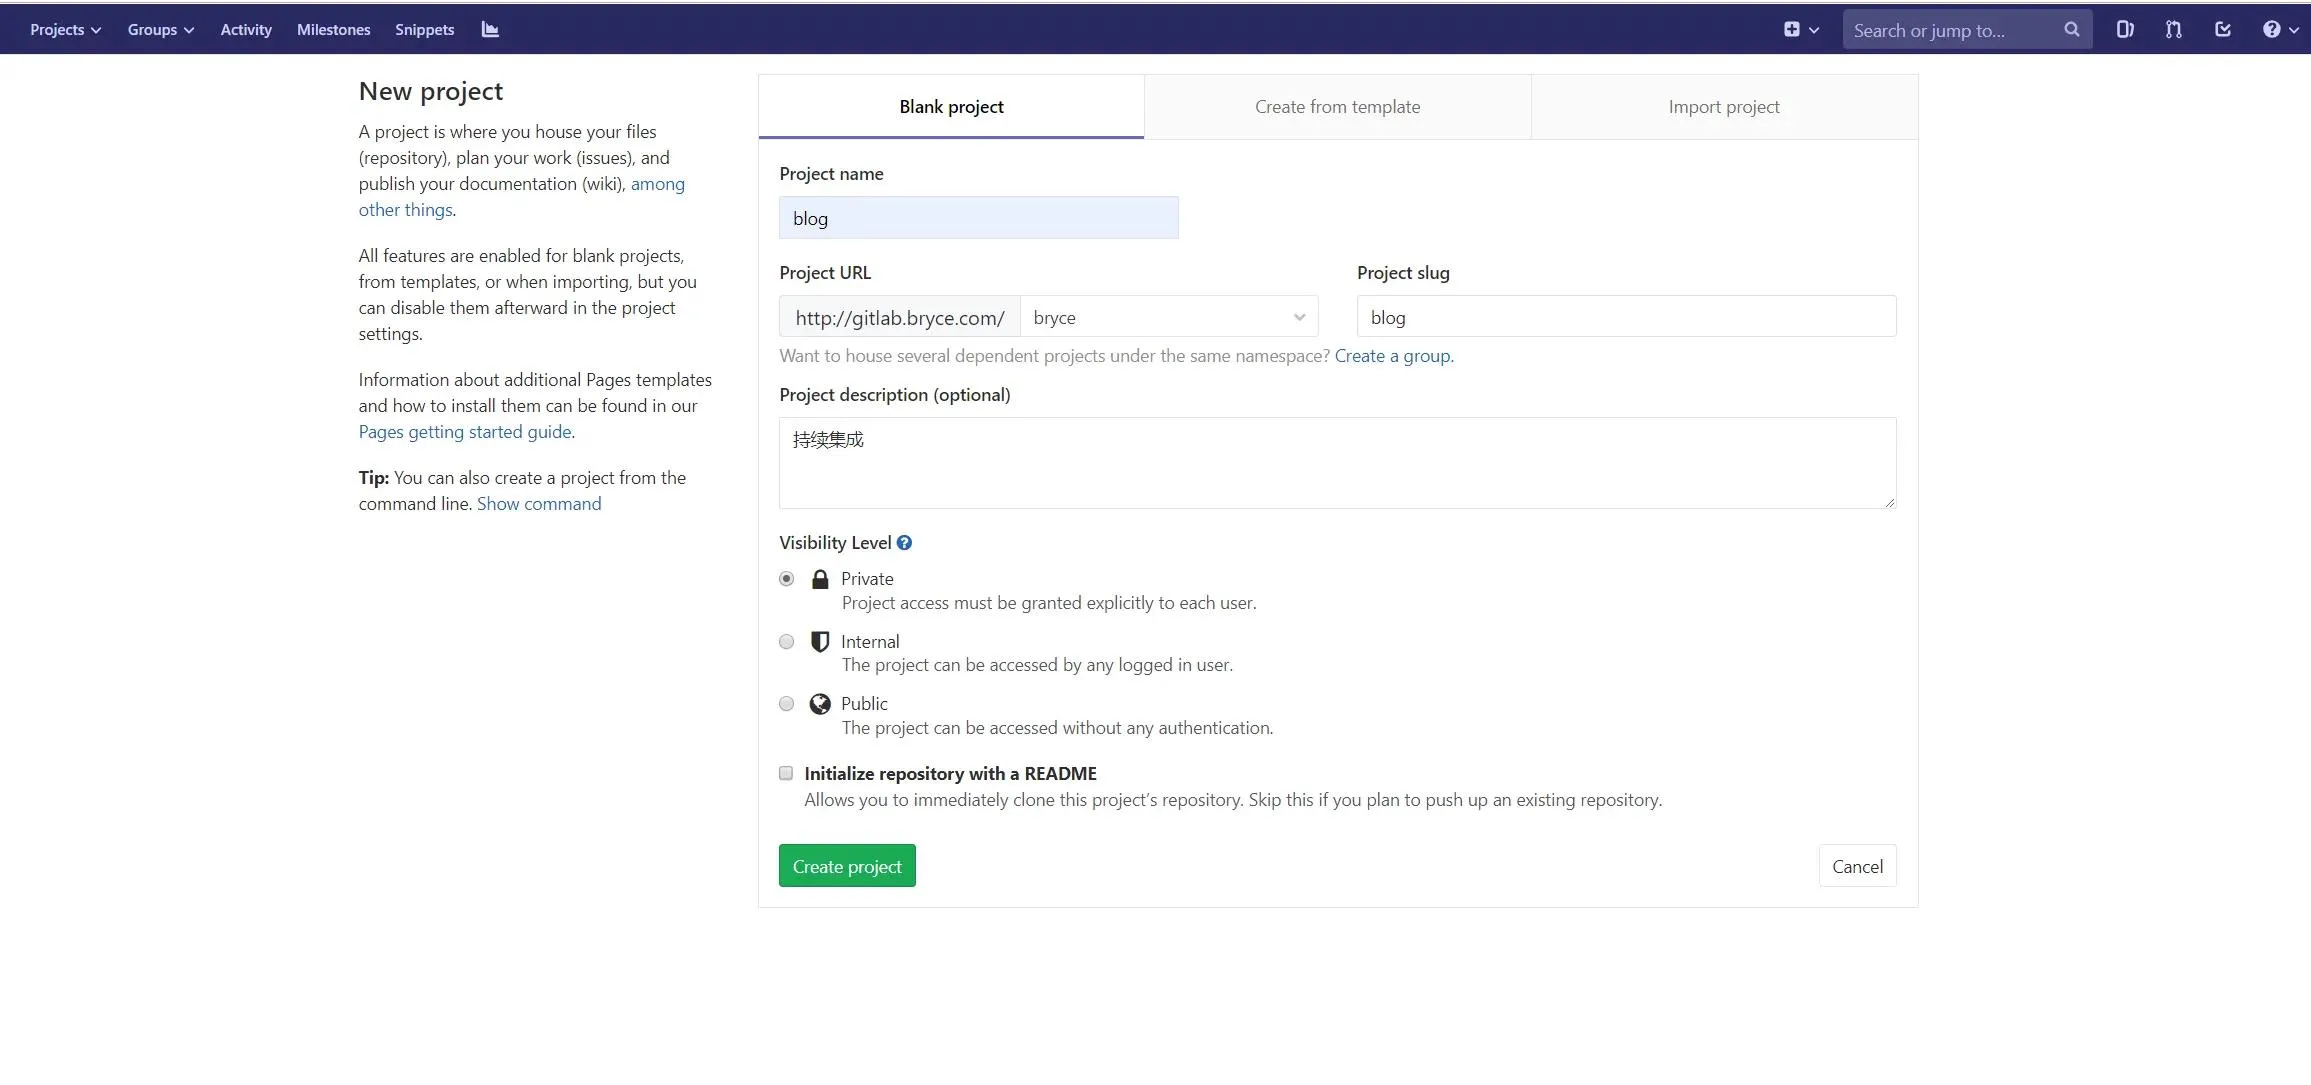 Projects Groups Activity Milestones Snippets Search or jump to...
New project
A project is where you house your files
(repository), plan your work (issues), and
publish your documentation (wiki), among
other things.
All features are enabled for blank projects,
from templates, or when importing, but you
can disable them afterward in the project
settings.
Information about additional Pages templates
and how to install them can be found in our
Pages getting started guide.
Tip: You can also create a project from the
command line. Show command
Blank project Create from template Import project
Project name
blog
Project URL Project slug
http://gitlab.bryce.com/ bryce blog
Want to house several dependent projects under the same namespace? Create a group.
Project description (optional)
持续集成
Visibility Level
Private
Project access must be granted explicitly to each user.
Internal
The project can be accessed by any logged in user.
Public
The project can be accessed without any authentication.
Initialize repository with a README
Allows you to immediately clone this project’s repository. Skip this if you plan to push up an existing repository.
Create project Cancel